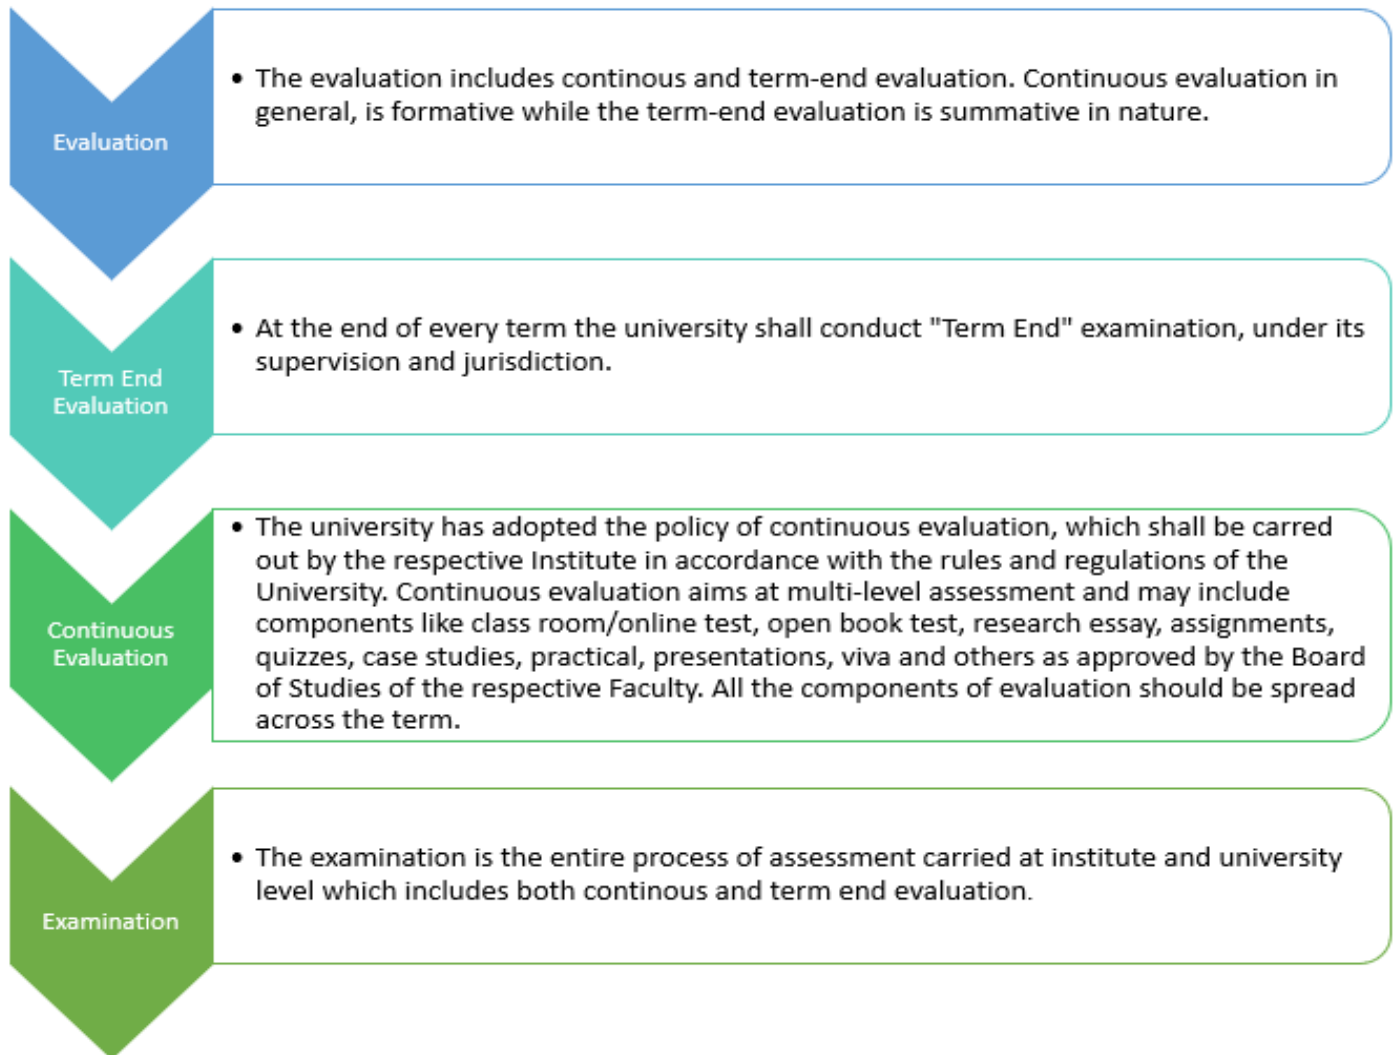 Evaluation
• The evaluation includes continous and term-end evaluation. Continuous evaluation in
general, is formative while the term-end evaluation is summative in nature.
Term End
Evaluation
• At the end of every term the university shall conduct "Term End" examination, under its
supervision and jurisdiction.
Continuous
Evaluation
• The university has adopted the policy of continuous evaluation, which shall be carred
out by the respective Institute in accordance with the rules and regulations of the
University. Continuous evaluation aims at multi-level assessment and may include
components like class room/online test, open book test, research essay, assignments,
quizzes, case studies, practical, presentations, viva and others as approved by the Board
of Studies of the respective Faculty. All the components of evaluation should be spread
across the term.
Examination
• The examination is the entire process of assessment carried at institute and university
level which includes both continous and term end evaluation.